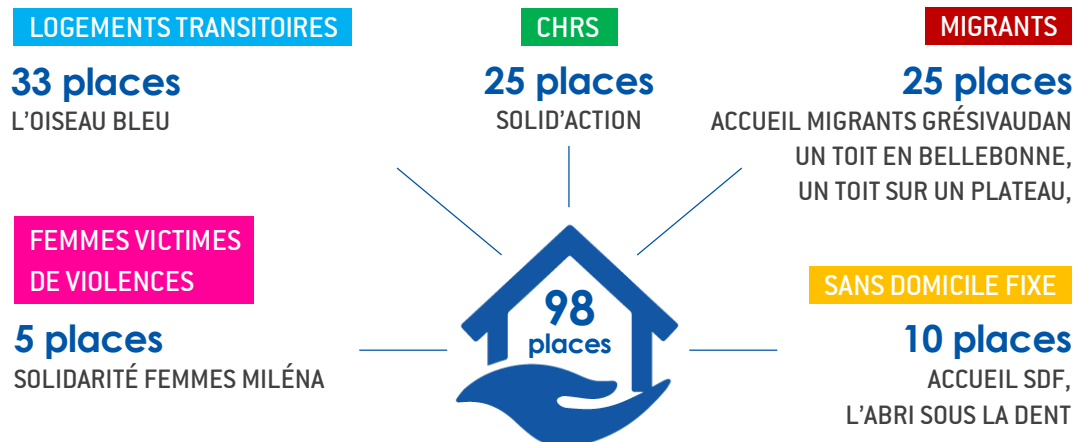 LOGEMENTS TRANSITOIRES
33 places
L'OISEAU BLEU
CHRS
25 places
SOLID'ACTION
MIGRANTS
25 places
ACCUEIL MIGRANTS GRÉSIVAUDAN
UN TOIT EN BELLEBONNE,
UN TOIT SUR UN PLATEAU,
FEMMES VICTIMES
DE VIOLENCES
5 places
SOLIDARITÉ FEMMES MILÉNA
98
places
SANS DOMICILE FIXE
10 places
ACCUEIL SDF,
L'ABRI SOUS LA DENT